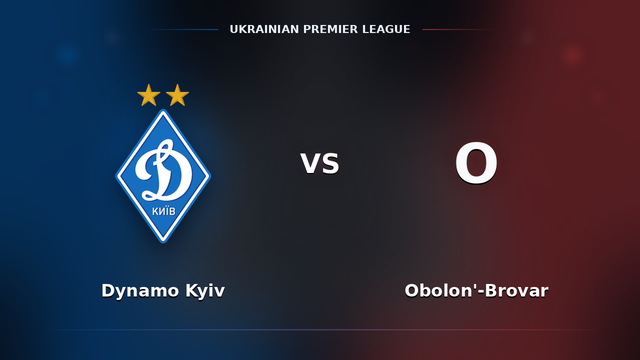 UKRAINIAN PREMIER LEAGUE
D
КИЇВ
VS
O
Dynamo Kyiv
Obolon'-Brovar